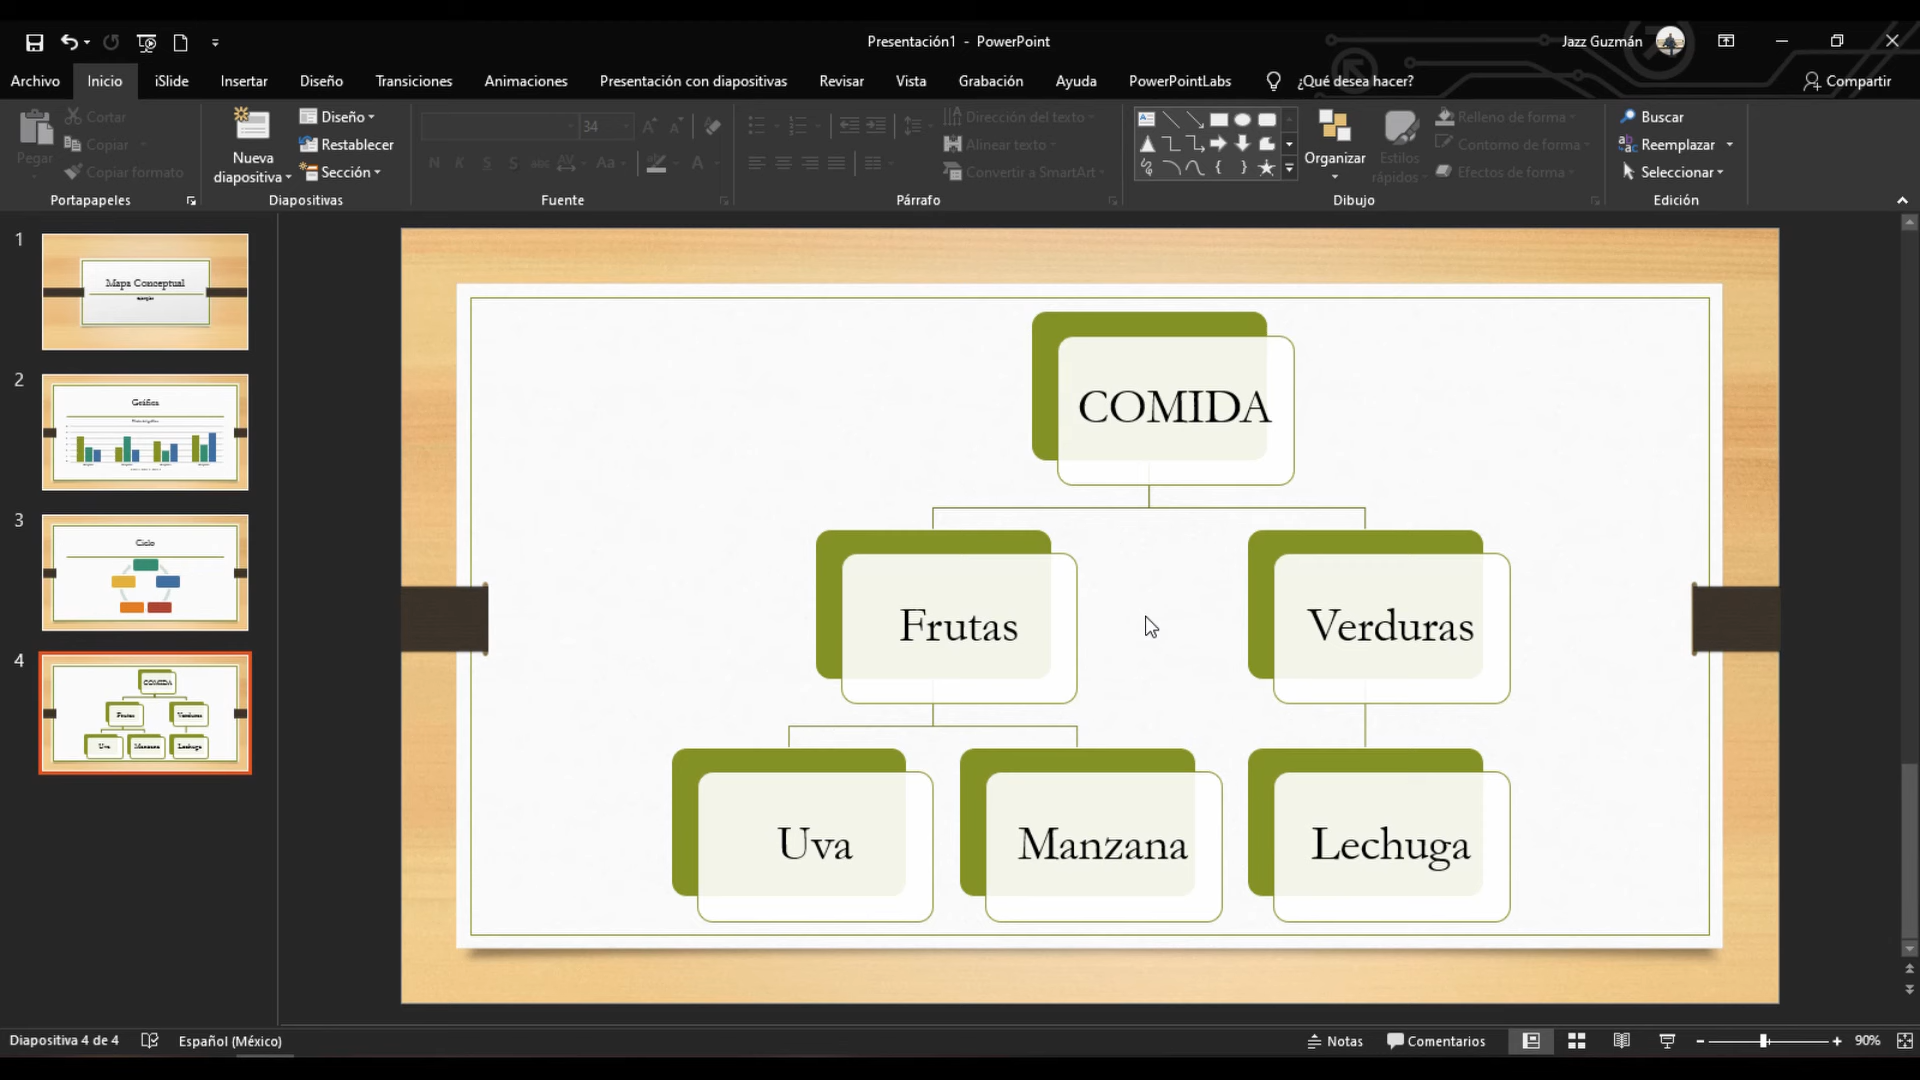 Presentación1 - PowerPoint
Jazz Guzmán
Archivo
Inicio
iSlide
Insertar
Diseño
Transiciones
Animaciones
Presentación con diapositivas
Revisar
Vista
Grabación
Ayuda
PowerPointLabs
¿Qué desea hacer?
Compartir
Pegar
Cortar
Copiar
Copiar formato
Portapapeles
Nueva
diapositiva
Diseño
Restablecer
Sección
Diapositivas
34
N K S S abc AV Aa A
Fuente
Dirección del texto
Alinear texto
Convertir a SmartArt
Párrafo
Organizar
Estilos
rápidos
Relleno de forma
Contorno de forma
Efectos de forma
Dibujo
Buscar
Reemplazar
Seleccionar
Edición
1
Mapa Conceptual
2
Gráfica
3
Ciclo
4
COMIDA
Frutas
Verduras
Uva
Manzana
Lechuga
COMIDA
Frutas
Verduras
Uva
Manzana
Lechuga
Diapositiva 4 de 4
Español (México)
Notas
Comentarios
90%